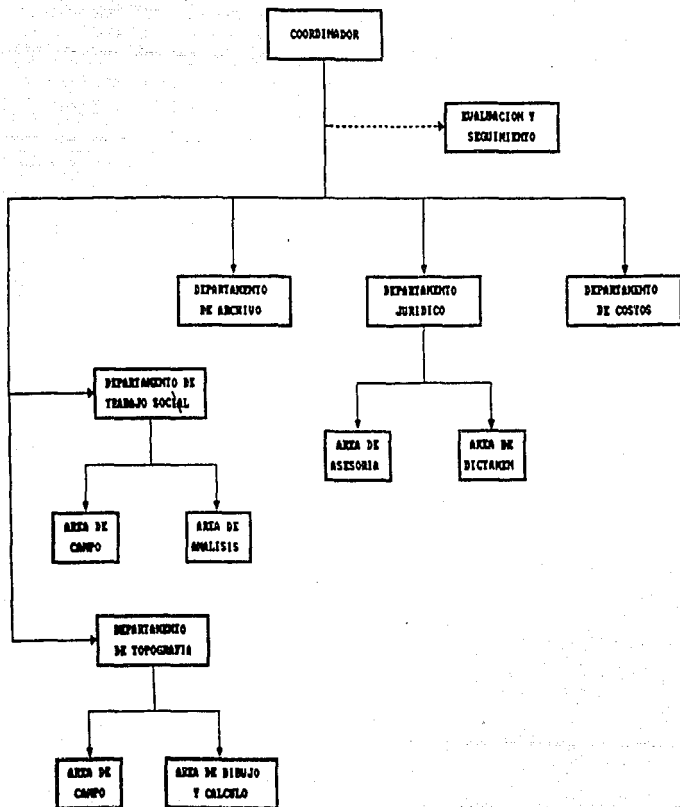 COORDINADOR
EVALUACION Y
SEGUIMIENTO
DEPARTAMENTO
DE ARCHIVO
DEPARTAMENTO
JURIDICO
DEPARTAMENTO
DE COSTOS
DEPARTAMENTO DE
TRABAJO SOCIAL
AREA DE
ASESORIA
AREA DE
DICTAMEN
AREA DE
CAMPO
AREA DE
ANALISIS
DEPARTAMENTO
DE TOPOGRAFIA
AREA DE
CAMPO
AREA DE DIBUJO
Y CALCULO